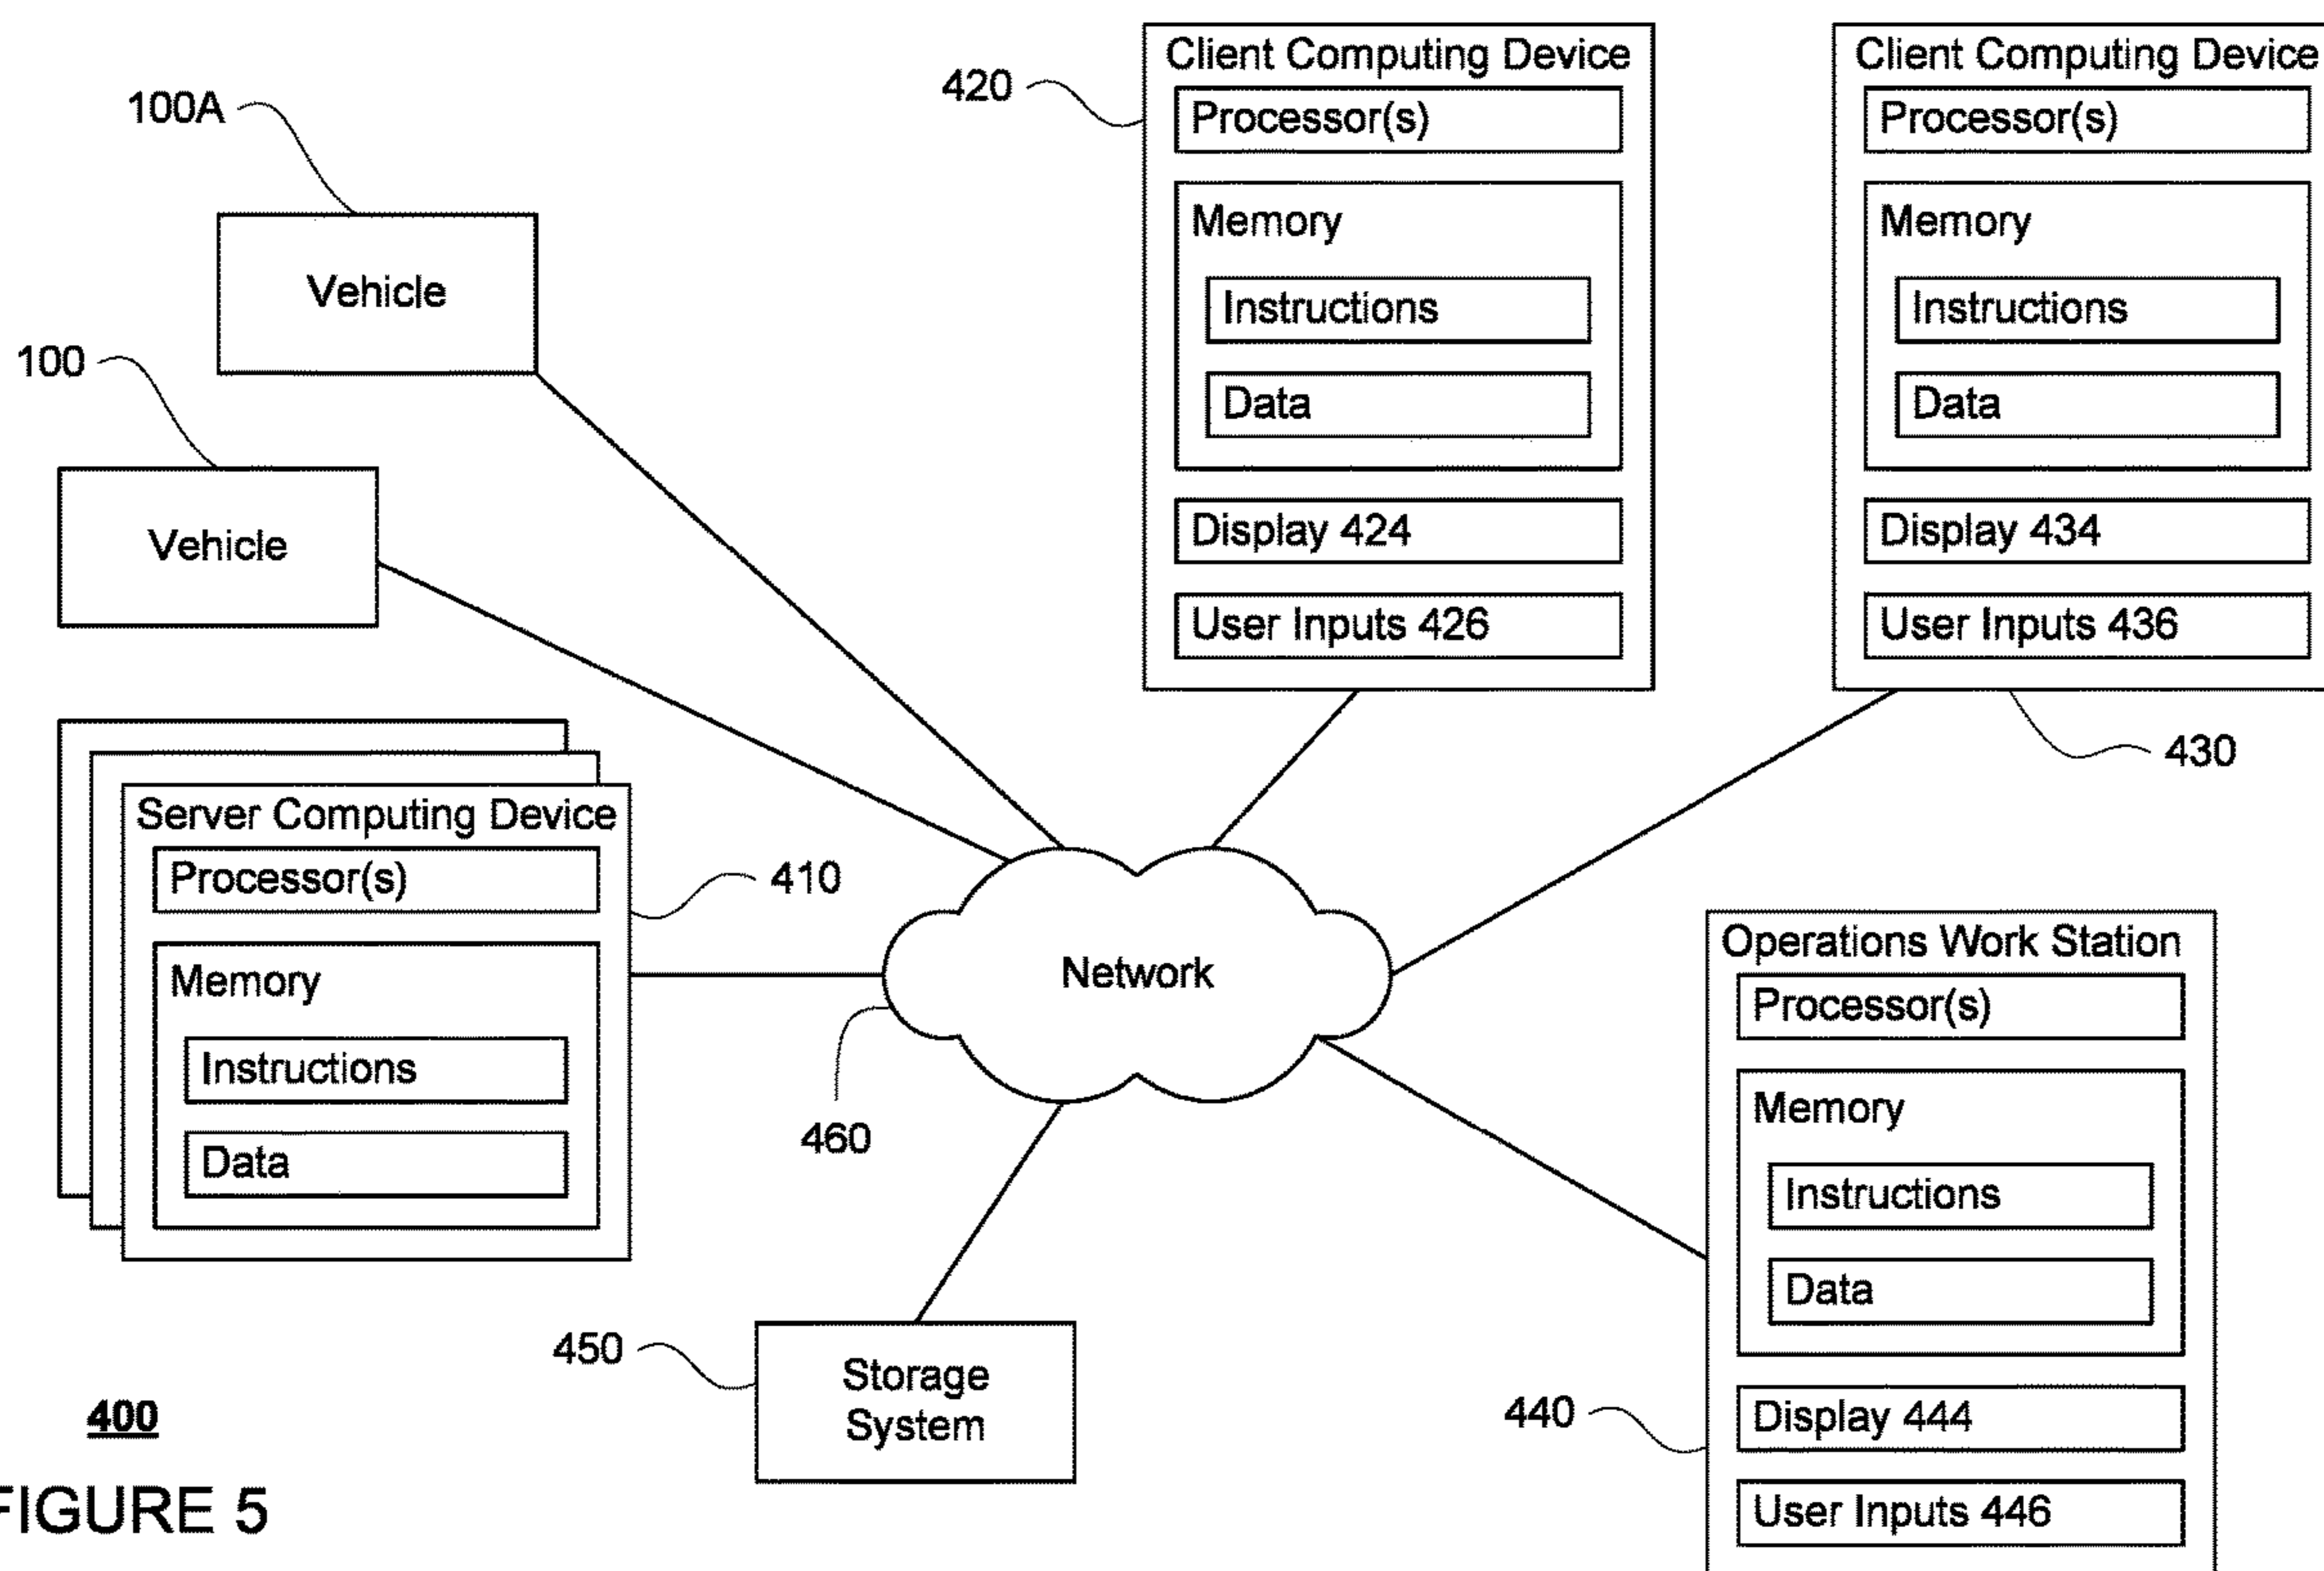 100A
Vehicle
100
Vehicle
420
Client Computing Device
Processor(s)
Memory
Instructions
Data
Display 424
User Inputs 426
Client Computing Device
Processor(s)
Memory
Instructions
Data
Display 434
User Inputs 436
430
Server Computing Device
Processor(s)
Memory
Instructions
Data
410
Network
460
Operations Work Station
Processor(s)
Memory
Instructions
Data
Display 444
User Inputs 446
440
450
Storage
System
400
FIGURE 5